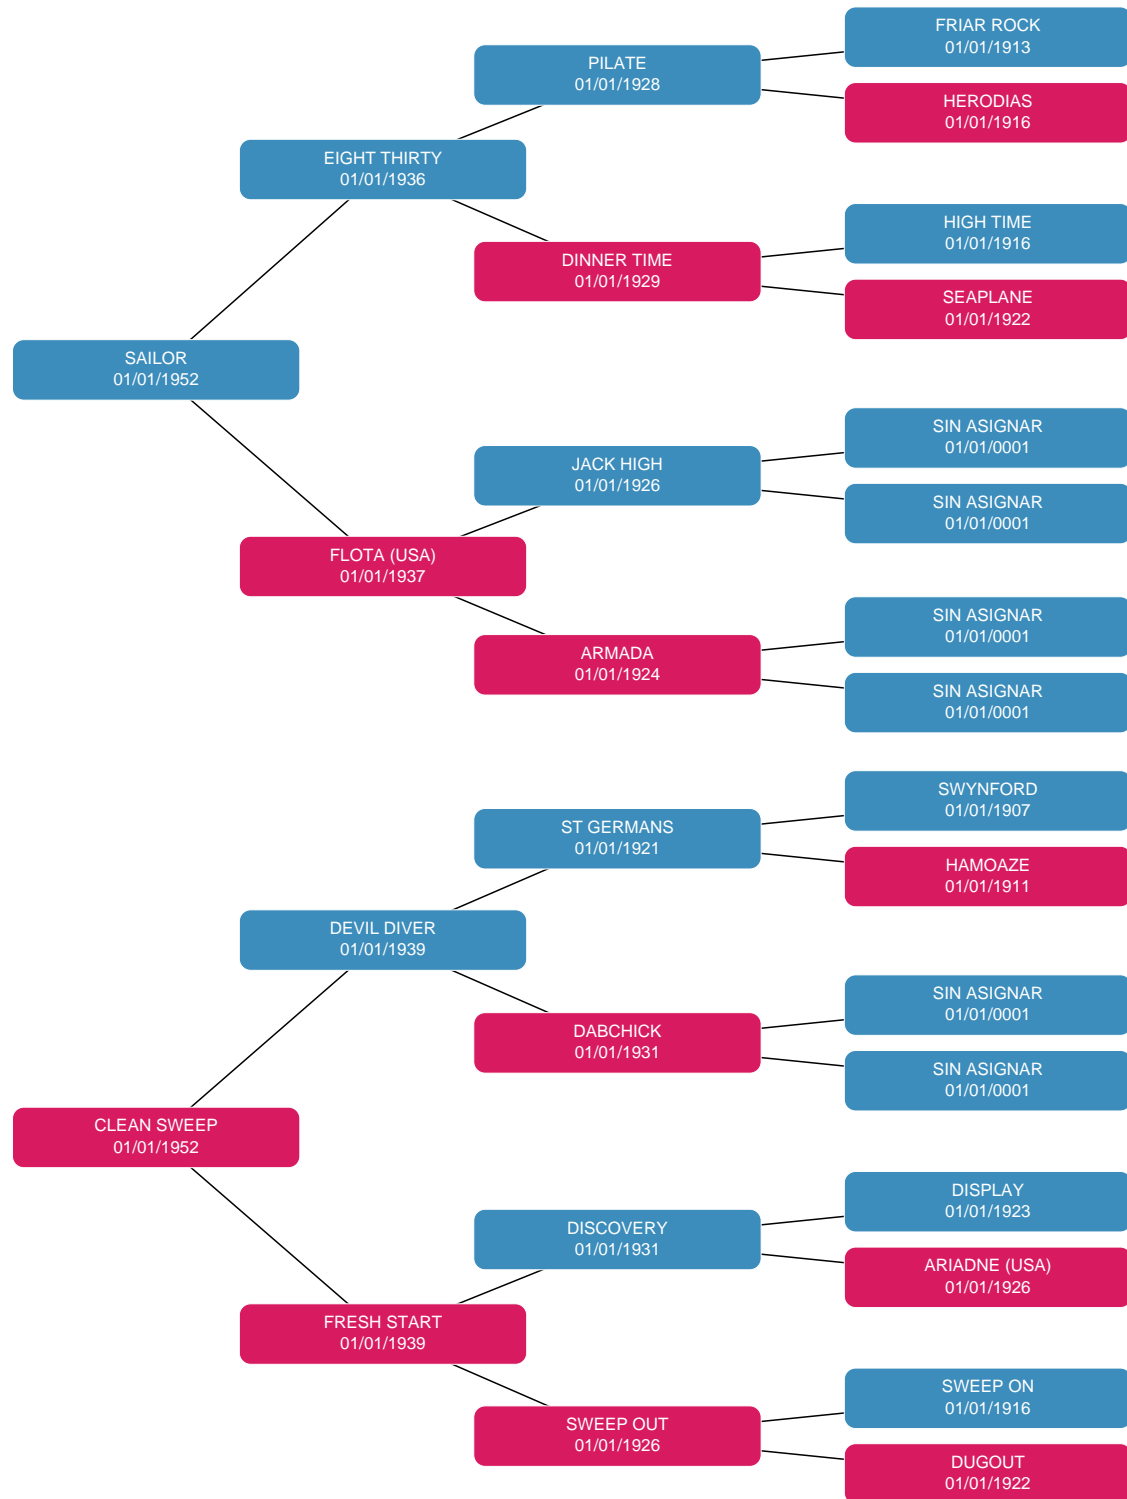 FRIAR ROCK
01/01/1913
PILATE
01/01/1928
HERODIAS
01/01/1916
EIGHT THIRTY
01/01/1936
HIGH TIME
01/01/1916
DINNER TIME
01/01/1929
SEAPLANE
01/01/1922
SAILOR
01/01/1952
SIN ASIGNAR
01/01/0001
JACK HIGH
01/01/1926
SIN ASIGNAR
01/01/0001
FLOTA (USA)
01/01/1937
SIN ASIGNAR
01/01/0001
ARMADA
01/01/1924
SIN ASIGNAR
01/01/0001
SWYNFORD
01/01/1907
ST GERMANS
01/01/1921
HAMOAZE
01/01/1911
DEVIL DIVER
01/01/1939
SIN ASIGNAR
01/01/0001
DABCHICK
01/01/1931
SIN ASIGNAR
01/01/0001
CLEAN SWEEP
01/01/1952
DISPLAY
01/01/1923
DISCOVERY
01/01/1931
ARIADNE (USA)
01/01/1926
FRESH START
01/01/1939
SWEEP ON
01/01/1916
SWEEP OUT
01/01/1926
DUGOUT
01/01/1922